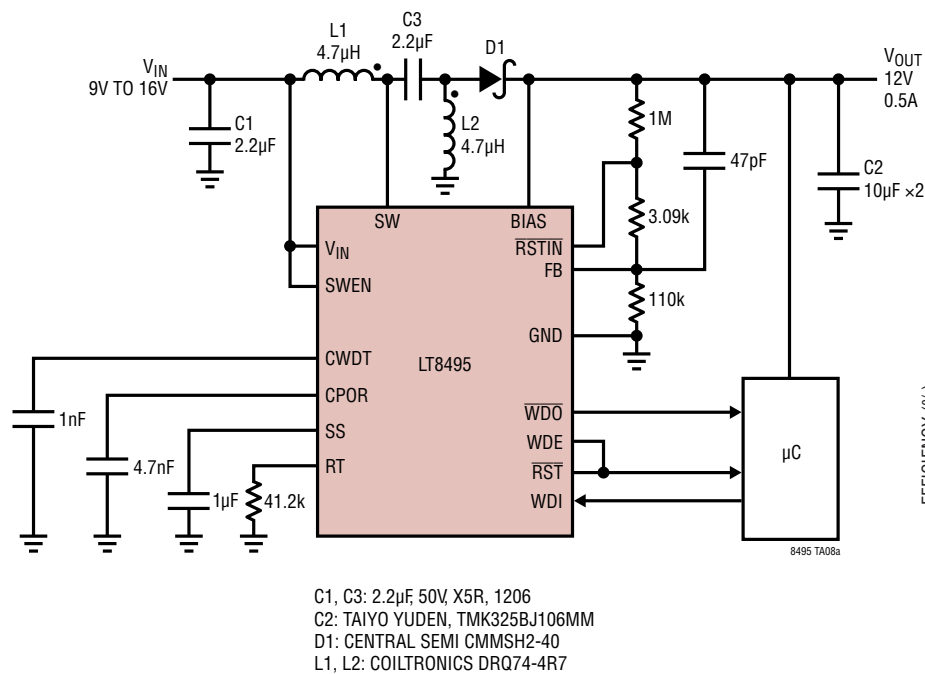 L1
4.7µH
C3
2.2µF
D1
VIN
9V TO 16V
VOUT
12V
0.5A
C1
2.2µF
L2
4.7µH
1M
47pF
C2
10µF ×2
3.09k
110k
SW
BIAS
VIN
SWEN
RSTIN
FB
GND
CWDT
CPOR
SS
RT
LT8495
WDO
WDE
RST
WDI
µC
1nF
4.7nF
1µF
41.2k
8495 TA08a
EFFICIENCY (%)
C1, C3: 2.2µF, 50V, X5R, 1206
C2: TAIYO YUDEN, TMK325BJ106MM
D1: CENTRAL SEMI CMMSH2-40
L1, L2: COILTRONICS DRQ74-4R7